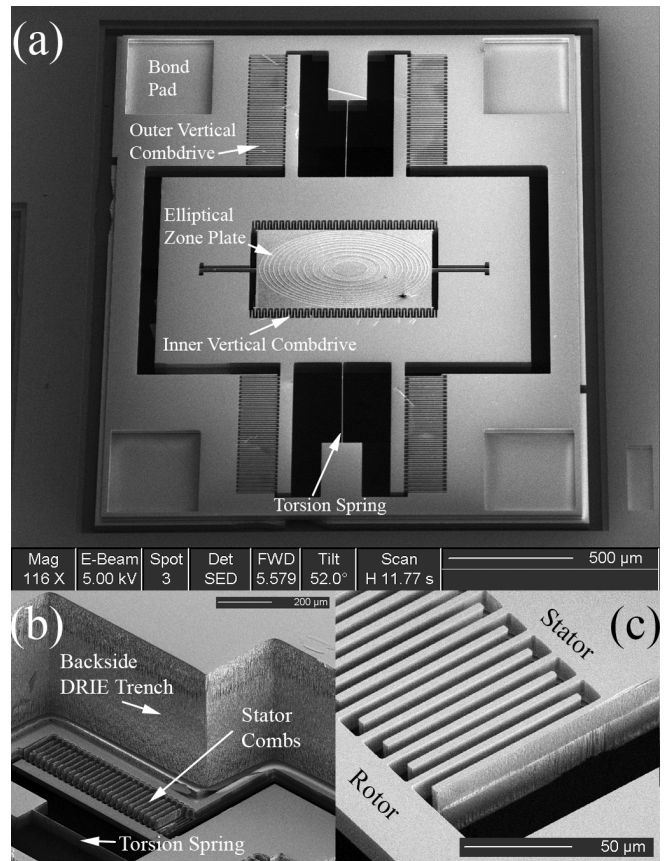 (a)
Bond
Pad
Outer Vertical
Combdrive
Elliptical
Zone Plate
Inner Vertical Combdrive
Torsion Spring
Mag E-Beam Spot Det FWD Tilt Scan 500 µm
116 X 5.00 kV 3 SED 5.579 52.0° H 11.77 s
(b)
200 µm
Backside
DRIE Trench
Stator
Combs
Torsion Spring
(c)
Stator
Rotor
50 µm